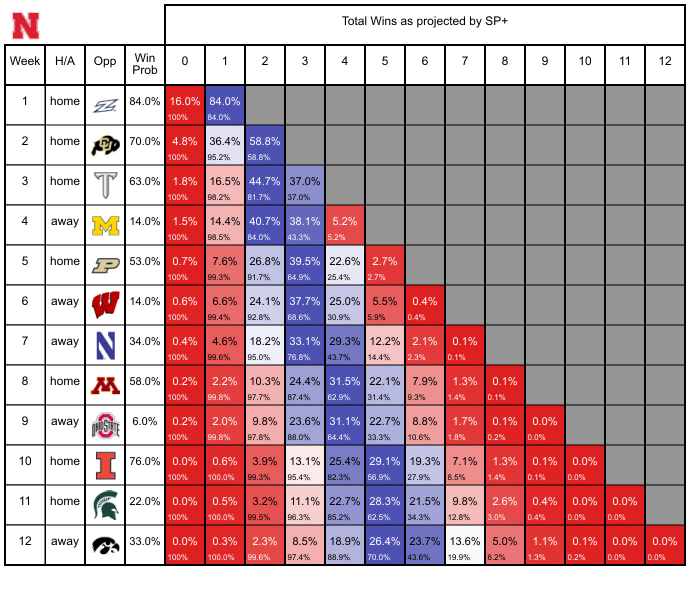 N
Total Wins as projected by SP+
Week H/A Opp Win Prob 0 1 2 3 4 5 6 7 8 9 10 11 12
1 home Z 84.0% 16.0% 84.0%
100% 84.0%
2 home CU 70.0% 4.8% 36.4% 58.8%
100% 95.2% 58.8%
3 home T 63.0% 1.8% 16.5% 44.7% 37.0%
100% 98.2% 81.7% 37.0%
4 away M 14.0% 1.5% 14.4% 40.7% 38.1% 5.2%
100% 98.5% 84.0% 43.3% 5.2%
5 home P 53.0% 0.7% 7.6% 26.8% 39.5% 22.6% 2.7%
100% 99.3% 91.7% 64.9% 25.4% 2.7%
6 away W 14.0% 0.6% 6.6% 24.1% 37.7% 25.0% 5.5% 0.4%
100% 99.4% 92.8% 68.6% 30.9% 5.9% 0.4%
7 away N 34.0% 0.4% 4.6% 18.2% 33.1% 29.3% 12.2% 2.1% 0.1%
100% 99.6% 95.0% 76.8% 43.7% 14.4% 2.3% 0.1%
8 home M 58.0% 0.2% 2.2% 10.3% 24.4% 31.5% 22.1% 7.9% 1.3% 0.1%
100% 99.8% 97.7% 87.4% 62.9% 31.4% 9.3% 1.4% 0.1%
9 away OHIO STATE 6.0% 0.2% 2.0% 9.8% 23.6% 31.1% 22.7% 8.8% 1.7% 0.1% 0.0%
100% 99.8% 97.8% 88.0% 64.4% 33.3% 10.6% 1.8% 0.2% 0.0%
10 home I 76.0% 0.0% 0.6% 3.9% 13.1% 25.4% 29.1% 19.3% 7.1% 1.3% 0.1% 0.0%
100% 100.0% 99.3% 95.4% 82.3% 56.9% 27.9% 8.5% 1.4% 0.1% 0.0%
11 home 22.0% 0.0% 0.5% 3.2% 11.1% 22.7% 28.3% 21.5% 9.8% 2.6% 0.4% 0.0% 0.0%
100% 100.0% 99.5% 96.3% 85.2% 62.5% 34.3% 12.8% 3.0% 0.4% 0.0% 0.0%
12 away 33.0% 0.0% 0.3% 2.3% 8.5% 18.9% 26.4% 23.7% 13.6% 5.0% 1.1% 0.1% 0.0% 0.0%
100% 100.0% 99.6% 97.4% 88.9% 70.0% 43.6% 19.9% 6.2% 1.3% 0.2% 0.0% 0.0%